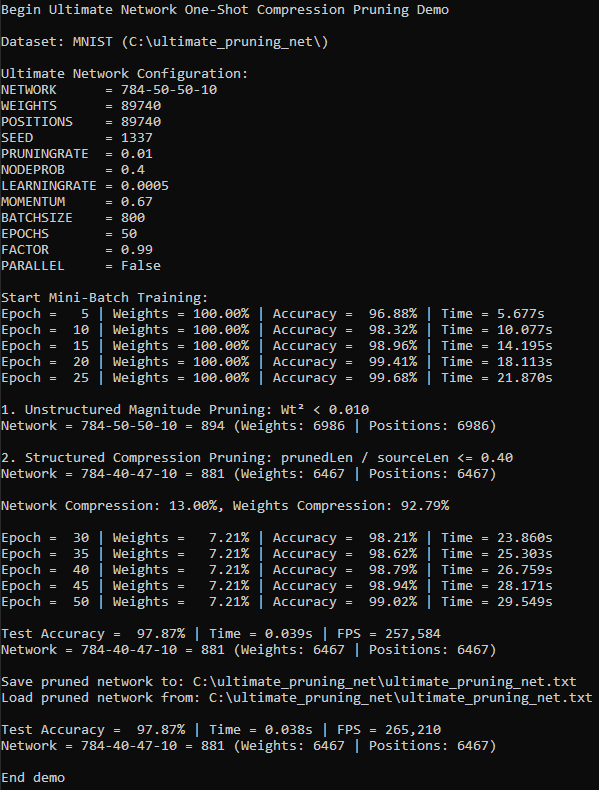 Begin Ultimate Network One-Shot Compression Pruning Demo
Dataset: MNIST (C:\ultimate_pruning_net\)
Ultimate Network Configuration:
NETWORK      = 784-50-50-10
WEIGHTS      = 89740
POSITIONS    = 89740
SEED         = 1337
PRUNINGRATE  = 0.01
NODEPROB     = 0.4
LEARNINGRATE = 0.0005
MOMENTUM     = 0.67
BATCHSIZE    = 800
EPOCHS       = 50
FACTOR       = 0.99
PARALLEL     = False
Start Mini-Batch Training:
Epoch =   5 | Weights = 100.00% | Accuracy =  96.88% | Time = 5.677s
Epoch =  10 | Weights = 100.00% | Accuracy =  98.32% | Time = 10.077s
Epoch =  15 | Weights = 100.00% | Accuracy =  98.96% | Time = 14.195s
Epoch =  20 | Weights = 100.00% | Accuracy =  99.41% | Time = 18.113s
Epoch =  25 | Weights = 100.00% | Accuracy =  99.68% | Time = 21.870s
1. Unstructured Magnitude Pruning: Wt² < 0.010
Network = 784-50-50-10 = 894 (Weights: 6986 | Positions: 6986)
2. Structured Compression Pruning: prunedLen / sourceLen <= 0.40
Network = 784-40-47-10 = 881 (Weights: 6467 | Positions: 6467)
Network Compression: 13.00%, Weights Compression: 92.79%
Epoch =  30 | Weights =   7.21% | Accuracy =  98.21% | Time = 23.860s
Epoch =  35 | Weights =   7.21% | Accuracy =  98.62% | Time = 25.303s
Epoch =  40 | Weights =   7.21% | Accuracy =  98.79% | Time = 26.759s
Epoch =  45 | Weights =   7.21% | Accuracy =  98.94% | Time = 28.171s
Epoch =  50 | Weights =   7.21% | Accuracy =  99.02% | Time = 29.549s
Test Accuracy =  97.87% | Time = 0.039s | FPS = 257,584
Network = 784-40-47-10 = 881 (Weights: 6467 | Positions: 6467)
Save pruned network to: C:\ultimate_pruning_net\ultimate_pruning_net.txt
Load pruned network from: C:\ultimate_pruning_net\ultimate_pruning_net.txt
Test Accuracy =  97.87% | Time = 0.038s | FPS = 265,210
Network = 784-40-47-10 = 881 (Weights: 6467 | Positions: 6467)
End demo